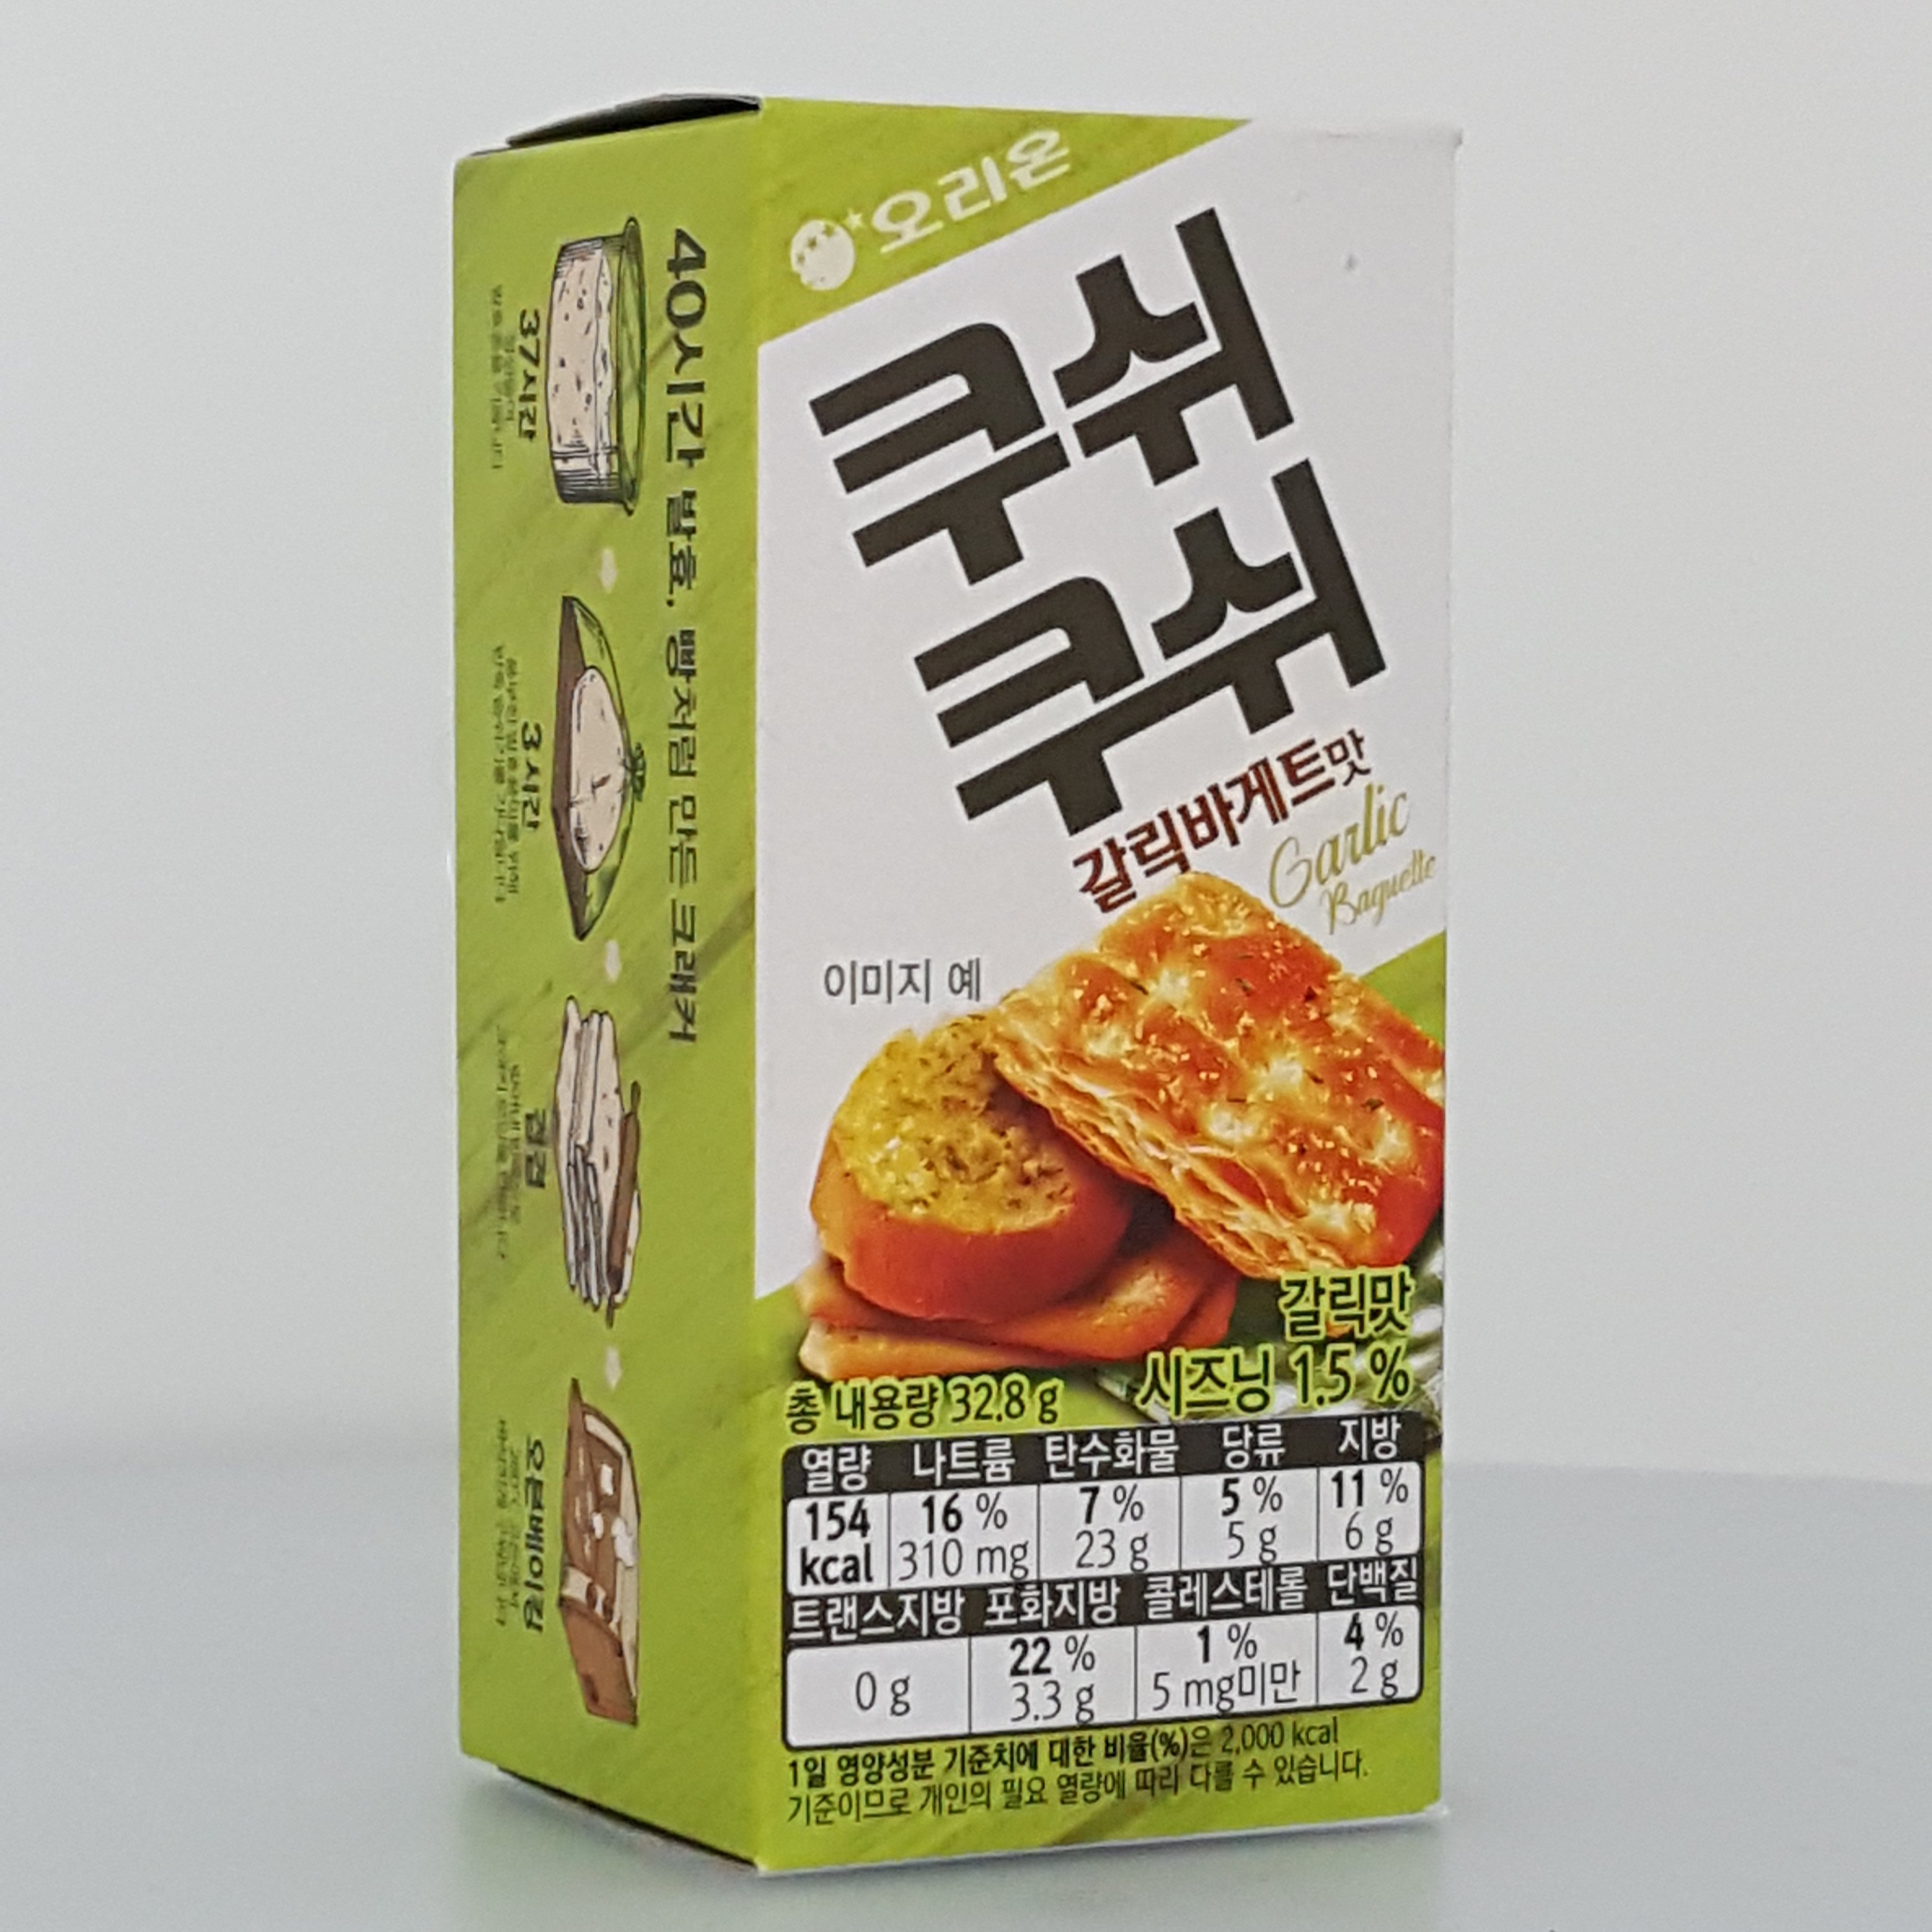 오리온
쿠쉬
쿠쉬
갈릭바게트맛
Garlic
Baguette
이미지 예
갈릭맛
시즈닝 1.5 %
총 내용량 32.8 g
열량 나트륨 탄수화물 당류 지방
154 kcal 16 % 310 mg 7 % 23 g 5 % 5 g 11 % 6 g
트랜스지방 포화지방 콜레스테롤 단백질
0 g 22 % 3.3 g 1 % 5 mg미만 4 % 2 g
1일 영양성분 기준치에 대한 비율(%)은 2,000 kcal
기준이므로 개인의 필요 열량에 따라 다를 수 있습니다.
40시간 발효, 빵처럼 만든 크래커
37시간
3시간
겹겹
오븐베이킹